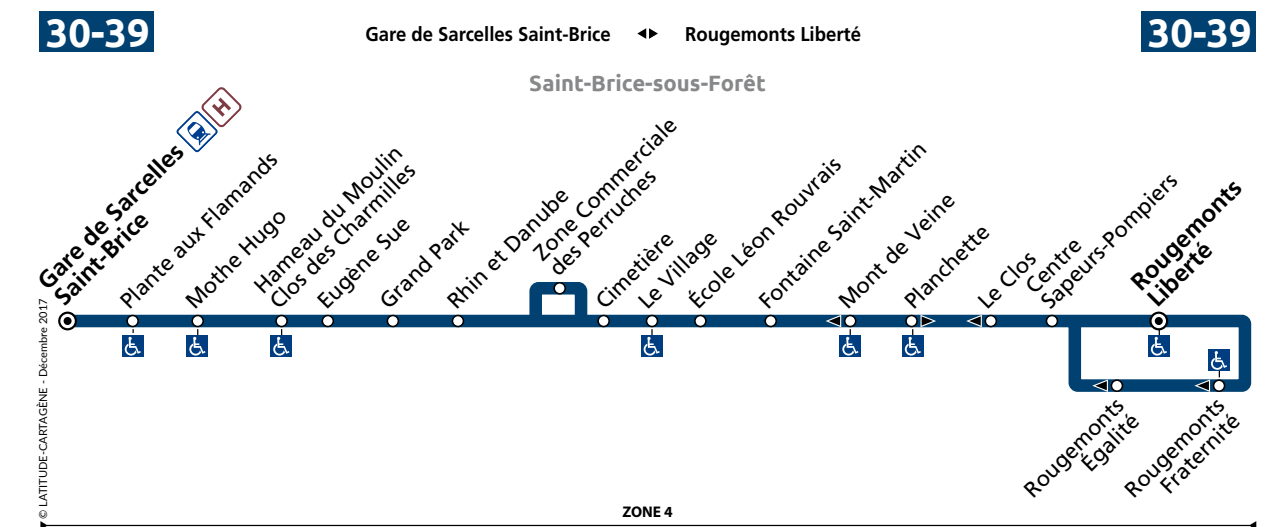 30-39
Gare de Sarcelles Saint-Brice
Rougemonts Liberté
30-39
Saint-Brice-sous-Forêt
Gare de Sarcelles
Saint-Brice
H
Plante aux Flamands
Mothe Hugo
Hameau du Moulin
Clos des Charmilles
Eugène Sue
Grand Park
Rhin et Danube
Zone Commerciale
des Perruches
Cimetière
Le Village
École Léon Rouvrais
Fontaine Saint-Martin
Mont de Veine
Planchette
Le Clos
Centre
Sapeurs-Pompiers
Rougemonts
Liberté
Rougemonts
Égalité
Rougemonts
Fraternité
© LATITUDE-CARTAGÈNE - Décembre 2017
ZONE 4